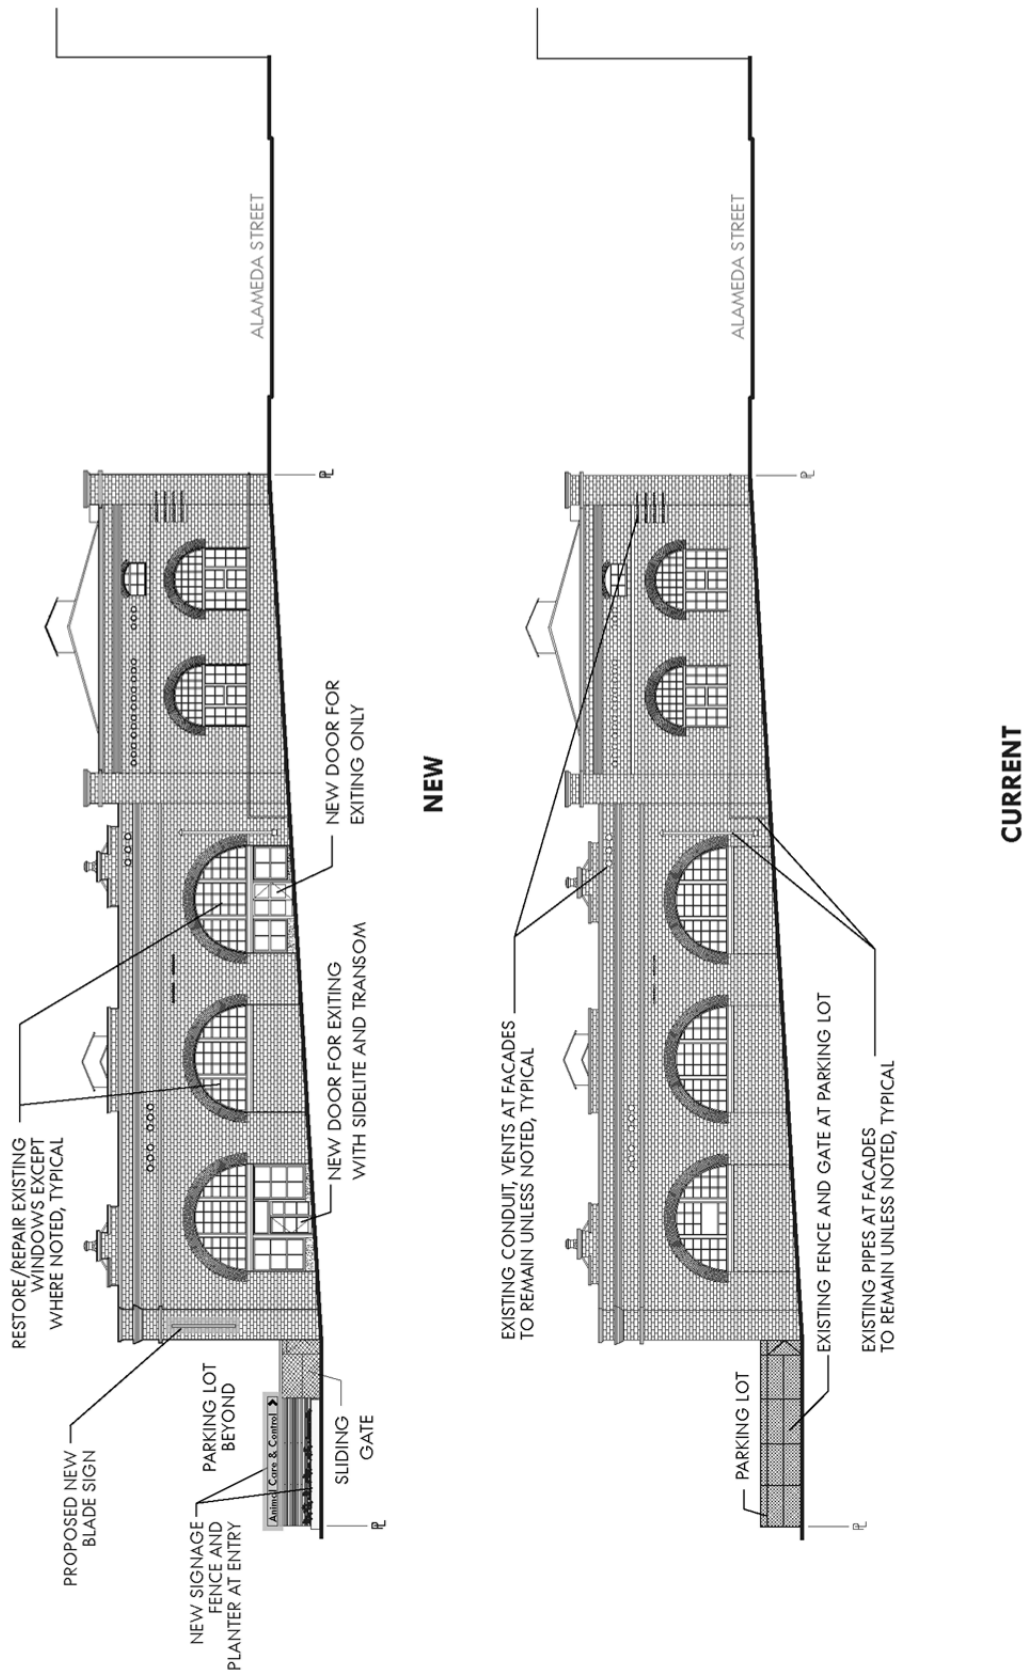 RESTORE/REPAIR EXISTING
WINDOWS EXCEPT
WHERE NOTED, TYPICAL
PROPOSED NEW
BLADE SIGN
NEW SIGNAGE
FENCE AND
PLANTER AT ENTRY
PARKING LOT
BEYOND
Animal Care & Control
SLIDING
GATE
NEW DOOR FOR EXITING
WITH SIDELITE AND TRANSOM
NEW DOOR FOR
EXITING ONLY
ALAMEDA STREET
PL
PL
NEW
EXISTING CONDUIT, VENTS AT FACADES
TO REMAIN UNLESS NOTED, TYPICAL
PARKING LOT
EXISTING FENCE AND GATE AT PARKING LOT
EXISTING PIPES AT FACADES
TO REMAIN UNLESS NOTED, TYPICAL
ALAMEDA STREET
PL
PL
CURRENT